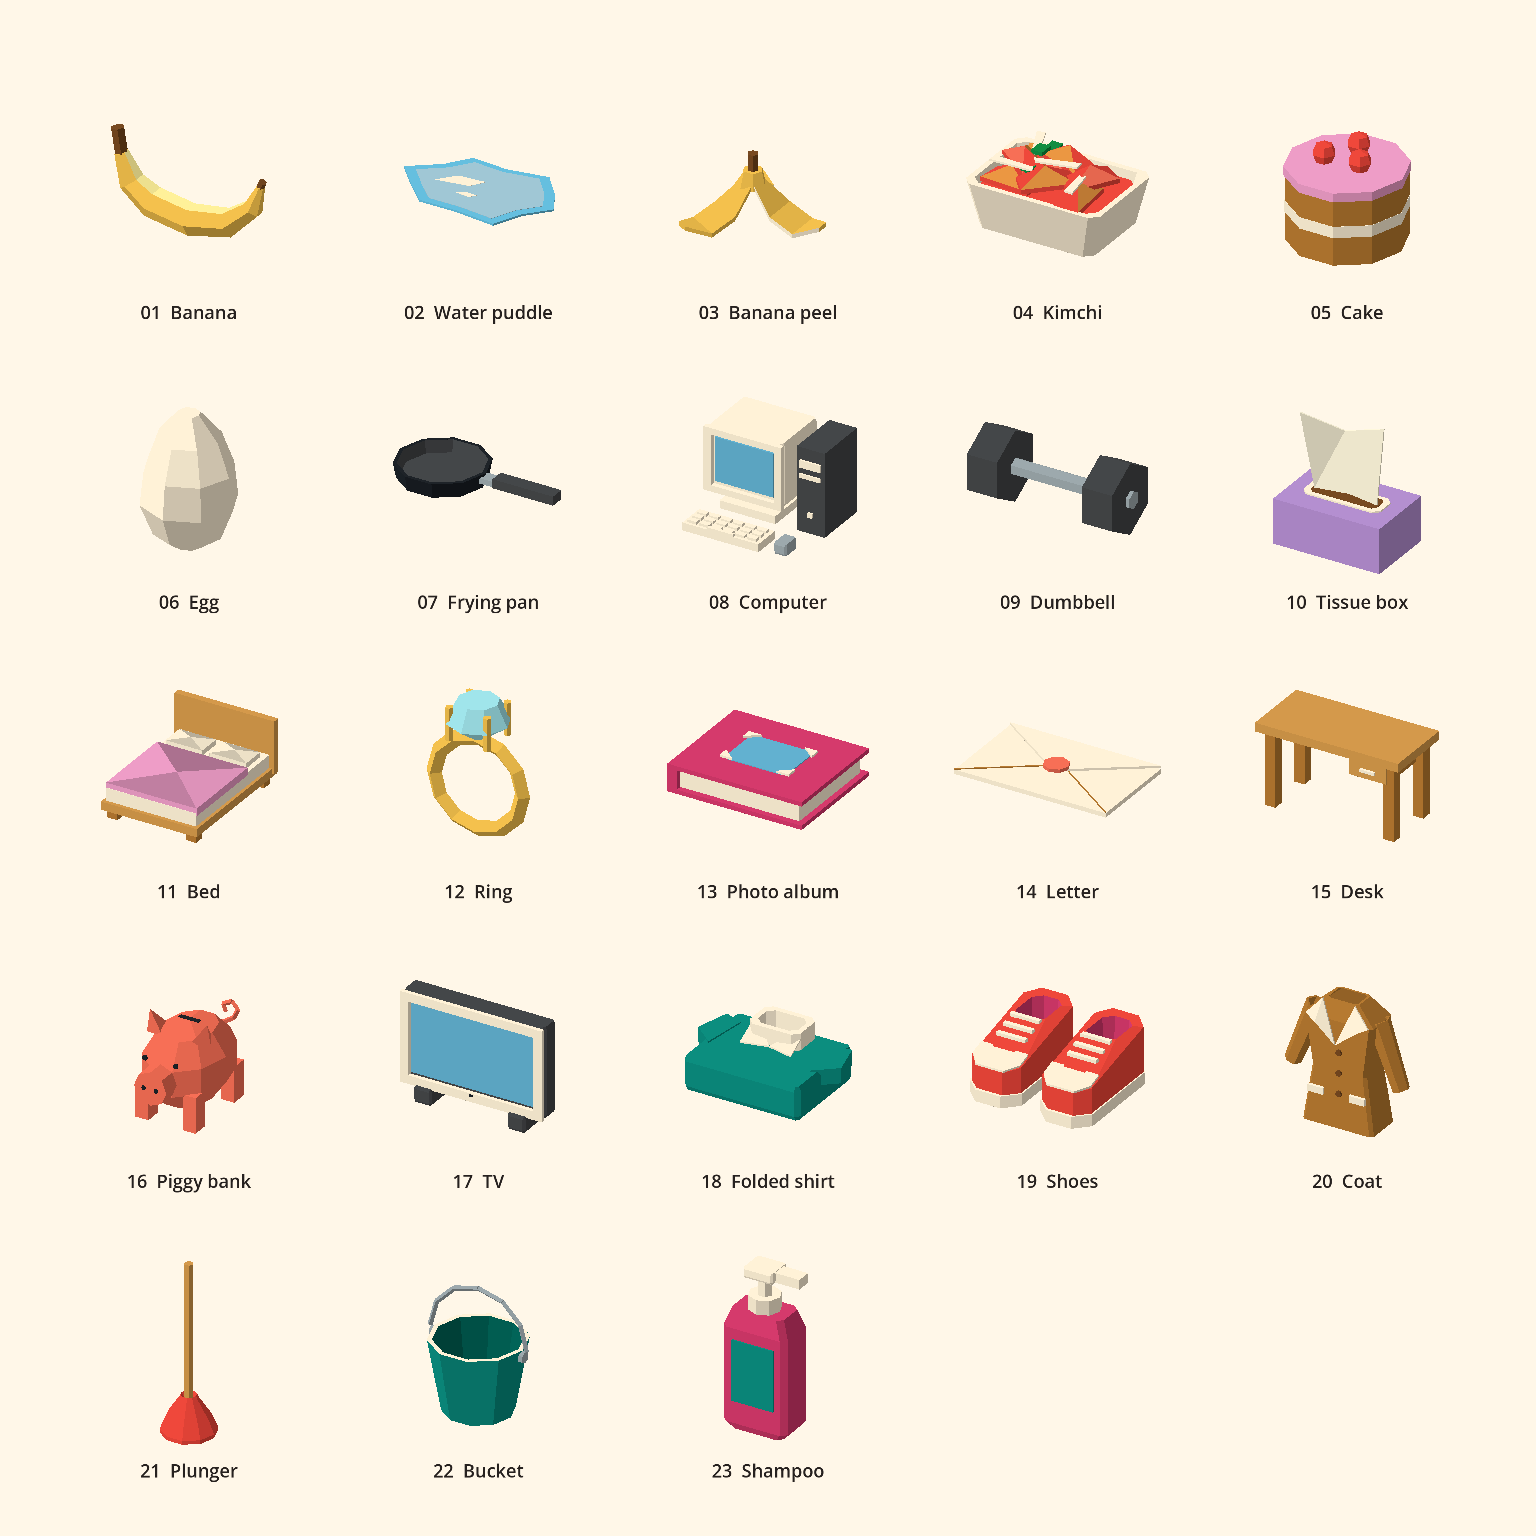 01 Banana
02 Water puddle
03 Banana peel
04 Kimchi
05 Cake
06 Egg
07 Frying pan
08 Computer
09 Dumbbell
10 Tissue box
11 Bed
12 Ring
13 Photo album
14 Letter
15 Desk
16 Piggy bank
17 TV
18 Folded shirt
19 Shoes
20 Coat
21 Plunger
22 Bucket
23 Shampoo